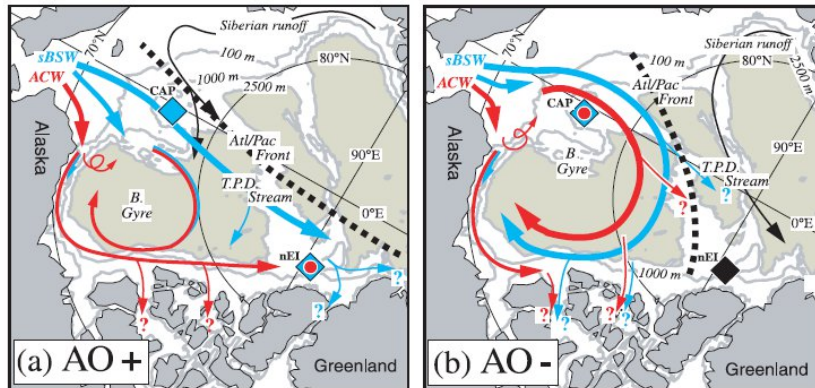 Siberian runoff
70°N
100 m
sBSW
ACW
1000 m
2500 m
80°N
CAP
Alaska
Atl/Pac
Front
90°E
B.
Gyre
T.P.D.
Stream
0°E
nEI
?
?
?
?
(a) AO +
Greenland
70°N
100 m
Siberian runoff
2500 m
sBSW
ACW
80°N
CAP
Atl/Pac
Front
Alaska
B.
Gyre
90°E
T.P.D.
Stream
?
?
0°E
nEI
1000 m
?
?
?
?
(b) AO -
Greenland